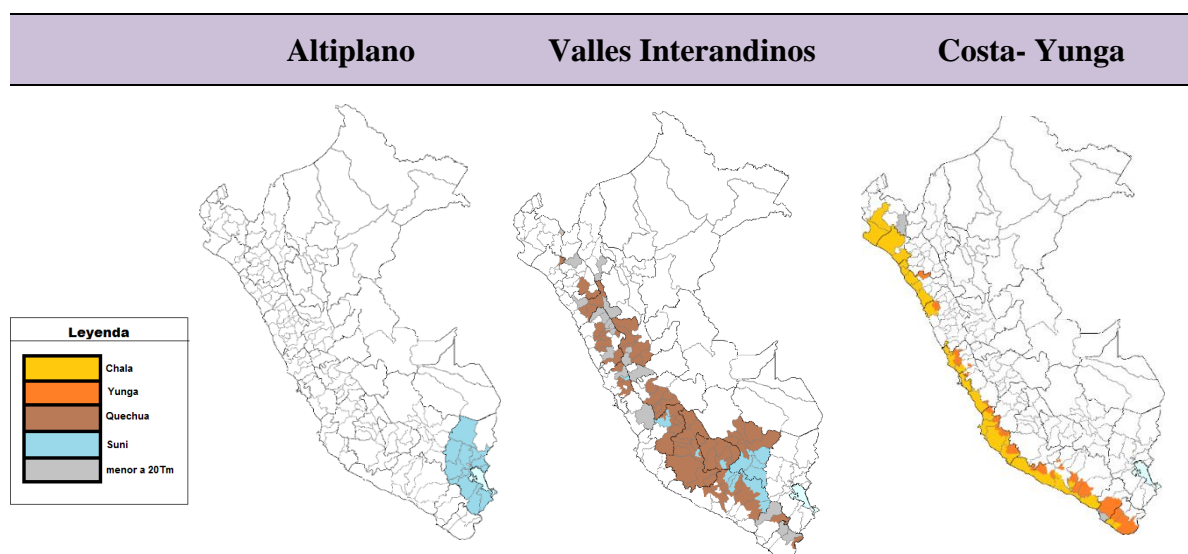 Altiplano Valles Interandinos Costa- Yunga
Leyenda
Chala
Yunga
Quechua
Suni
menor a 20Tm